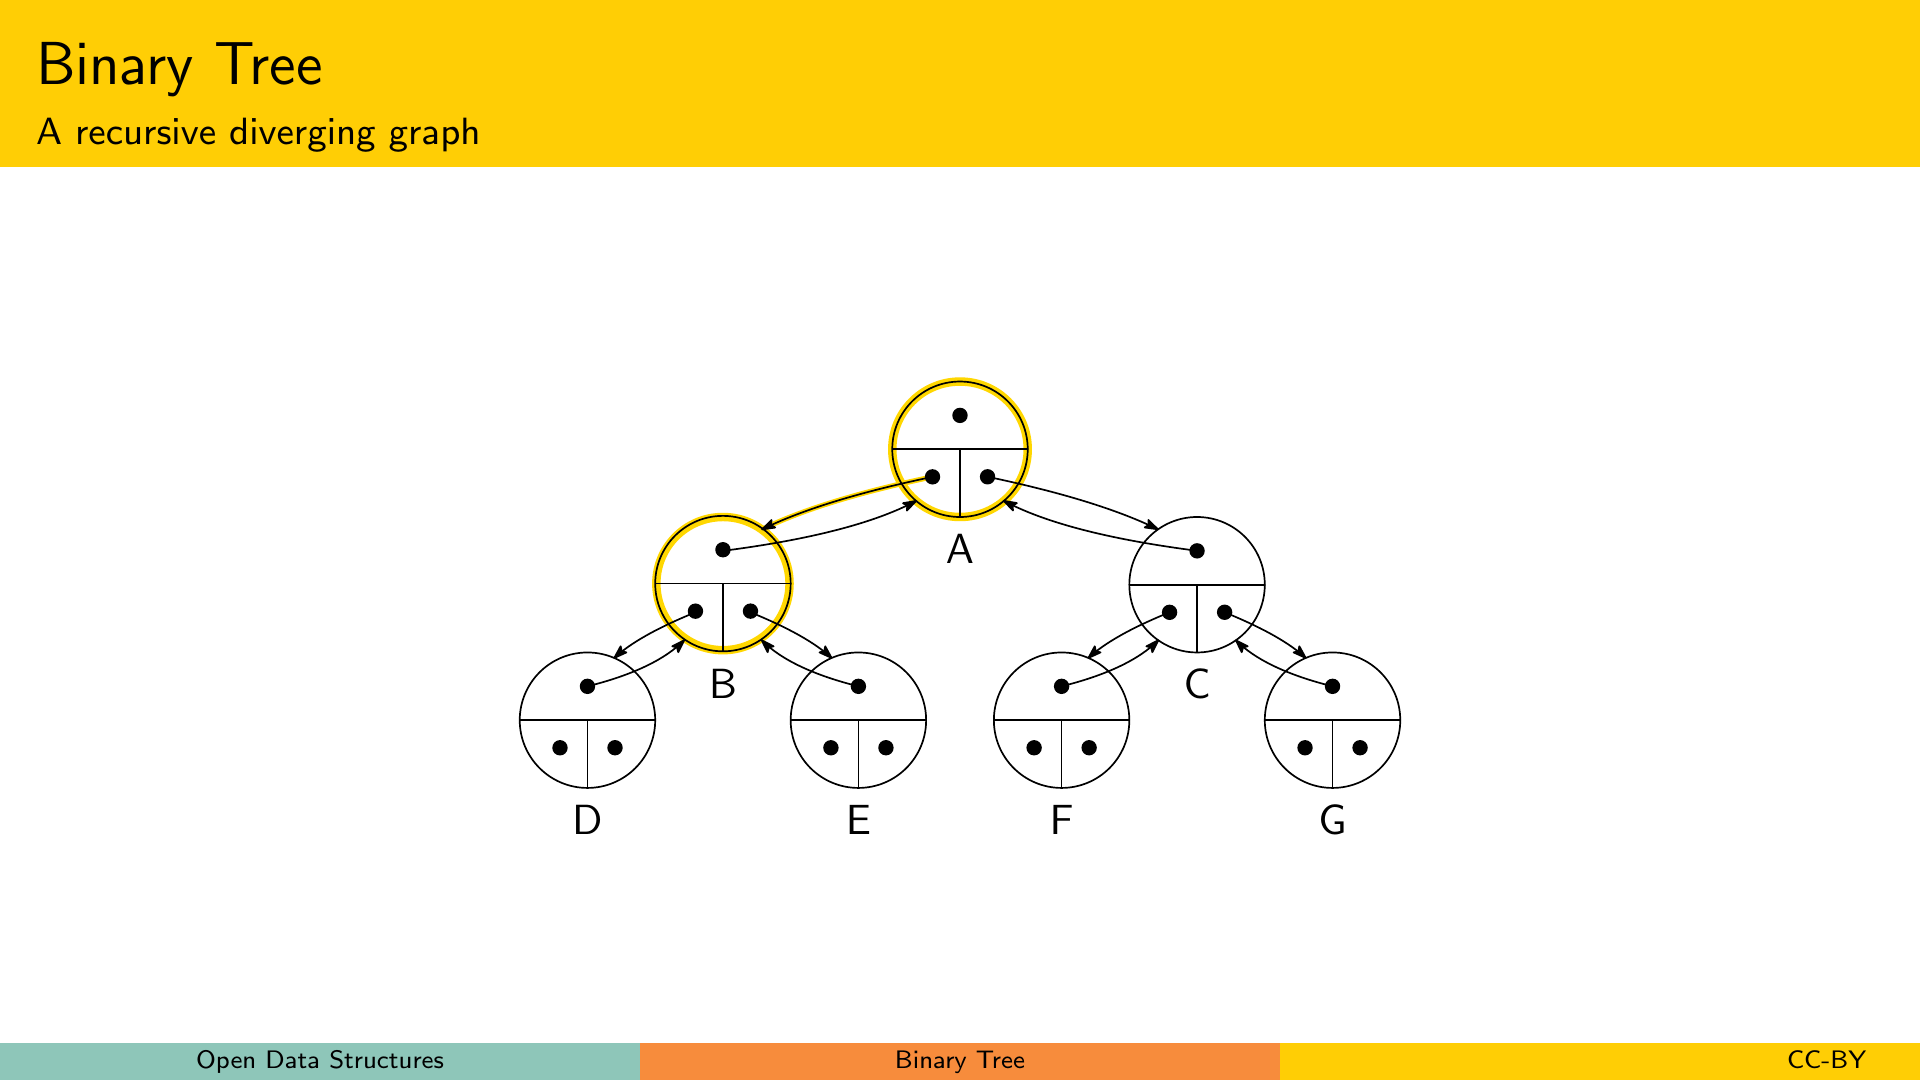 Binary Tree
A recursive diverging graph
A
B
C
D
E
F
G
Open Data Structures
Binary Tree
CC-BY